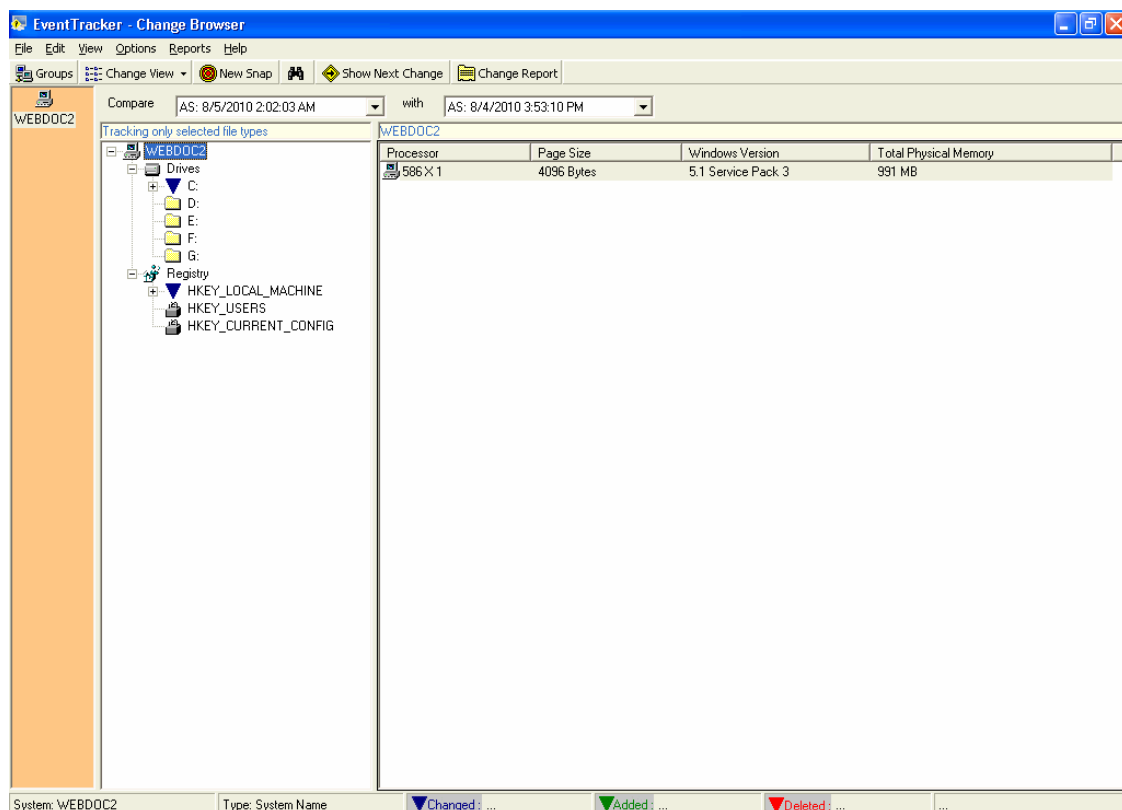 EventTracker - Change Browser
File Edit View Options Reports Help
Groups Change View New Snap Show Next Change Change Report
WEBDOC2
Compare AS: 8/5/2010 2:02:03 AM with AS: 8/4/2010 3:53:10 PM
Tracking only selected file types
WEBDOC2
Drives
C:
D:
E:
F:
G:
Registry
HKEY_LOCAL_MACHINE
HKEY_USERS
HKEY_CURRENT_CONFIG
WEBDOC2
Processor Page Size Windows Version Total Physical Memory
586 X 1 4096 Bytes 5.1 Service Pack 3 991 MB
System: WEBDOC2 Type: System Name Changed : ... Added : ... Deleted : ... ...